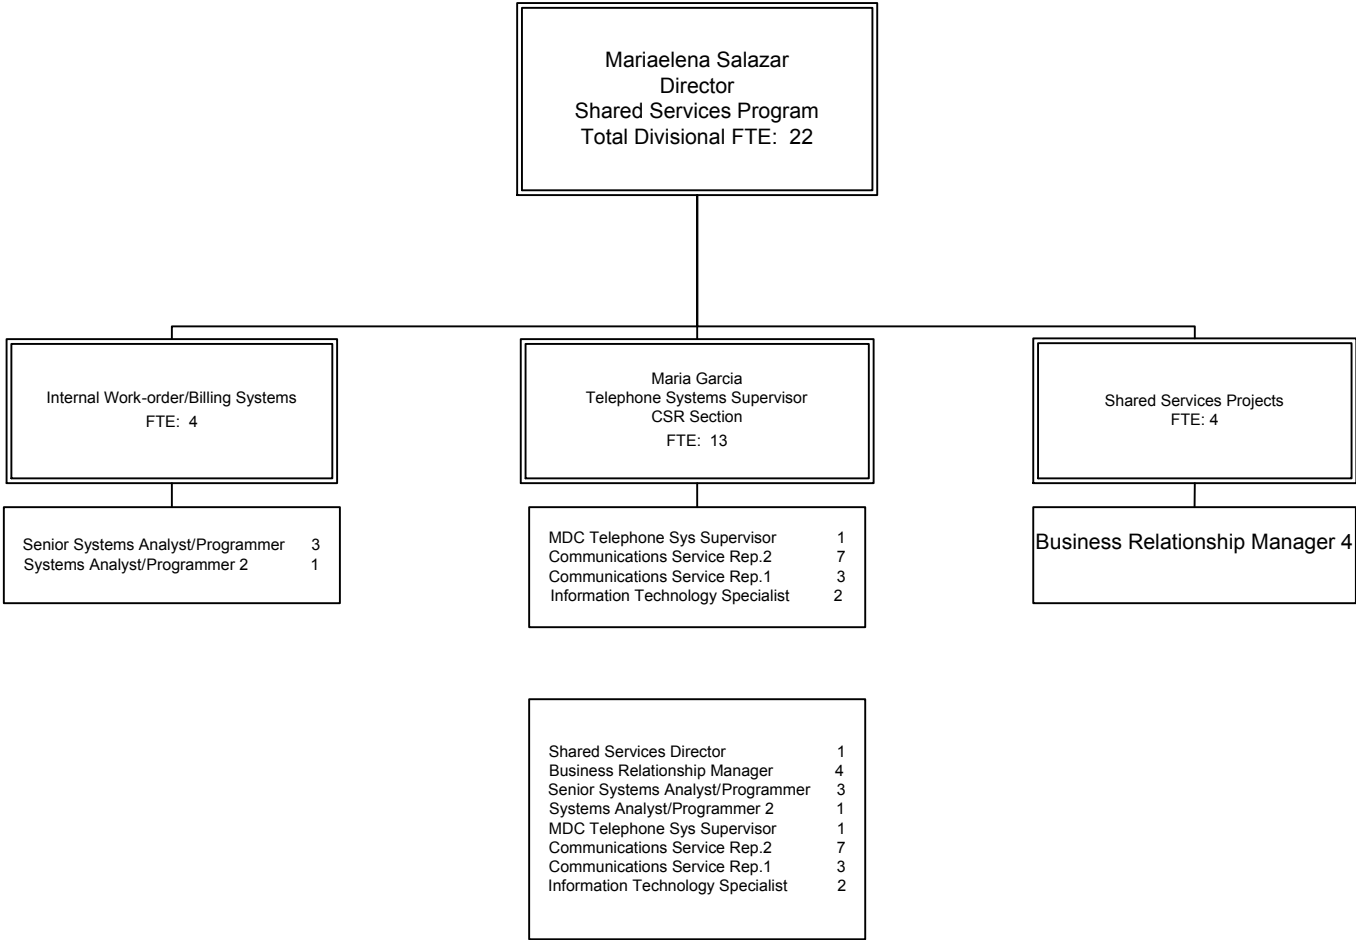 Mariaelena Salazar
Director
Shared Services Program
Total Divisional FTE:  22
Internal Work-order/Billing Systems
FTE:  4
Maria Garcia
Telephone Systems Supervisor
CSR Section
FTE:  13
Shared Services Projects
FTE: 4
Senior Systems Analyst/Programmer 3
Systems Analyst/Programmer 2 1
MDC Telephone Sys Supervisor 1
Communications Service Rep.2 7
Communications Service Rep.1 3
Information Technology Specialist 2
Business Relationship Manager 4
Shared Services Director 1
Business Relationship Manager 4
Senior Systems Analyst/Programmer 3
Systems Analyst/Programmer 2 1
MDC Telephone Sys Supervisor 1
Communications Service Rep.2 7
Communications Service Rep.1 3
Information Technology Specialist 2